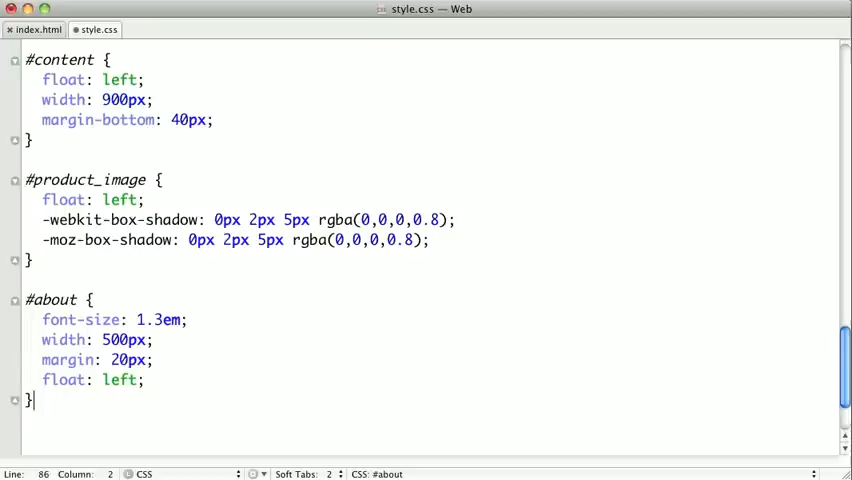 style.css — Web
index.html style.css
#content {
float: left;
width: 900px;
margin-bottom: 40px;
}
#product_image {
float: left;
-webkit-box-shadow: 0px 2px 5px rgba(0,0,0,0.8);
-moz-box-shadow: 0px 2px 5px rgba(0,0,0,0.8);
}
#about {
font-size: 1.3em;
width: 500px;
margin: 20px;
float: left;
}
Line: 86 Column: 2 CSS Soft Tabs: 2 CSS: #about